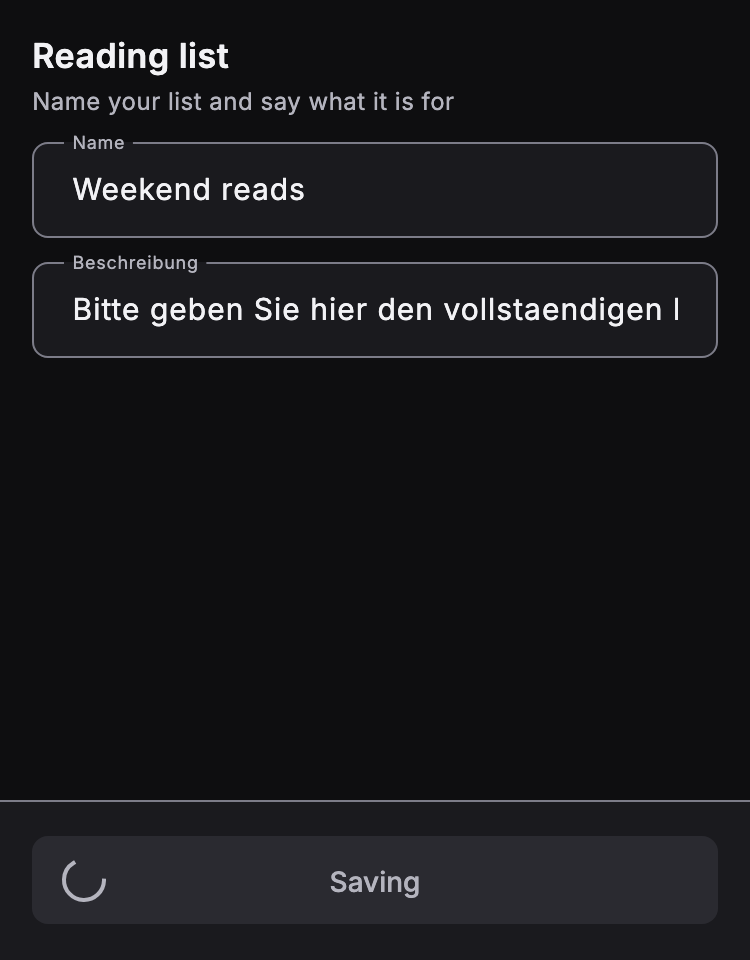 Reading list
Name your list and say what it is for
Name
Weekend reads
Beschreibung
Bitte geben Sie hier den vollstaendigen
Saving